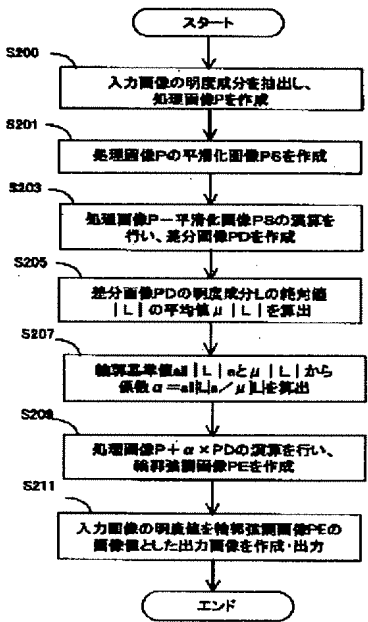 スタート
S200
入力画像の明度成分を抽出し、
処理画像Pを作成
S201
処理画像Pの平滑化画像PSを作成
S203
処理画像P－平滑化画像PSの演算を
行い、差分画像PDを作成
S205
差分画像PDの明度成分Lの絶対値
｜L｜の平均値μ｜L｜を算出
S207
輪郭基準値all｜L｜aとμ｜L｜から
係数α＝all|L|a／μ|L|を算出
S209
処理画像P＋α×PDの演算を行い、
輪郭強調画像PEを作成
S211
入力画像の明度値を輪郭強調画像PEの
画像値とした出力画像を作成・出力
エンド